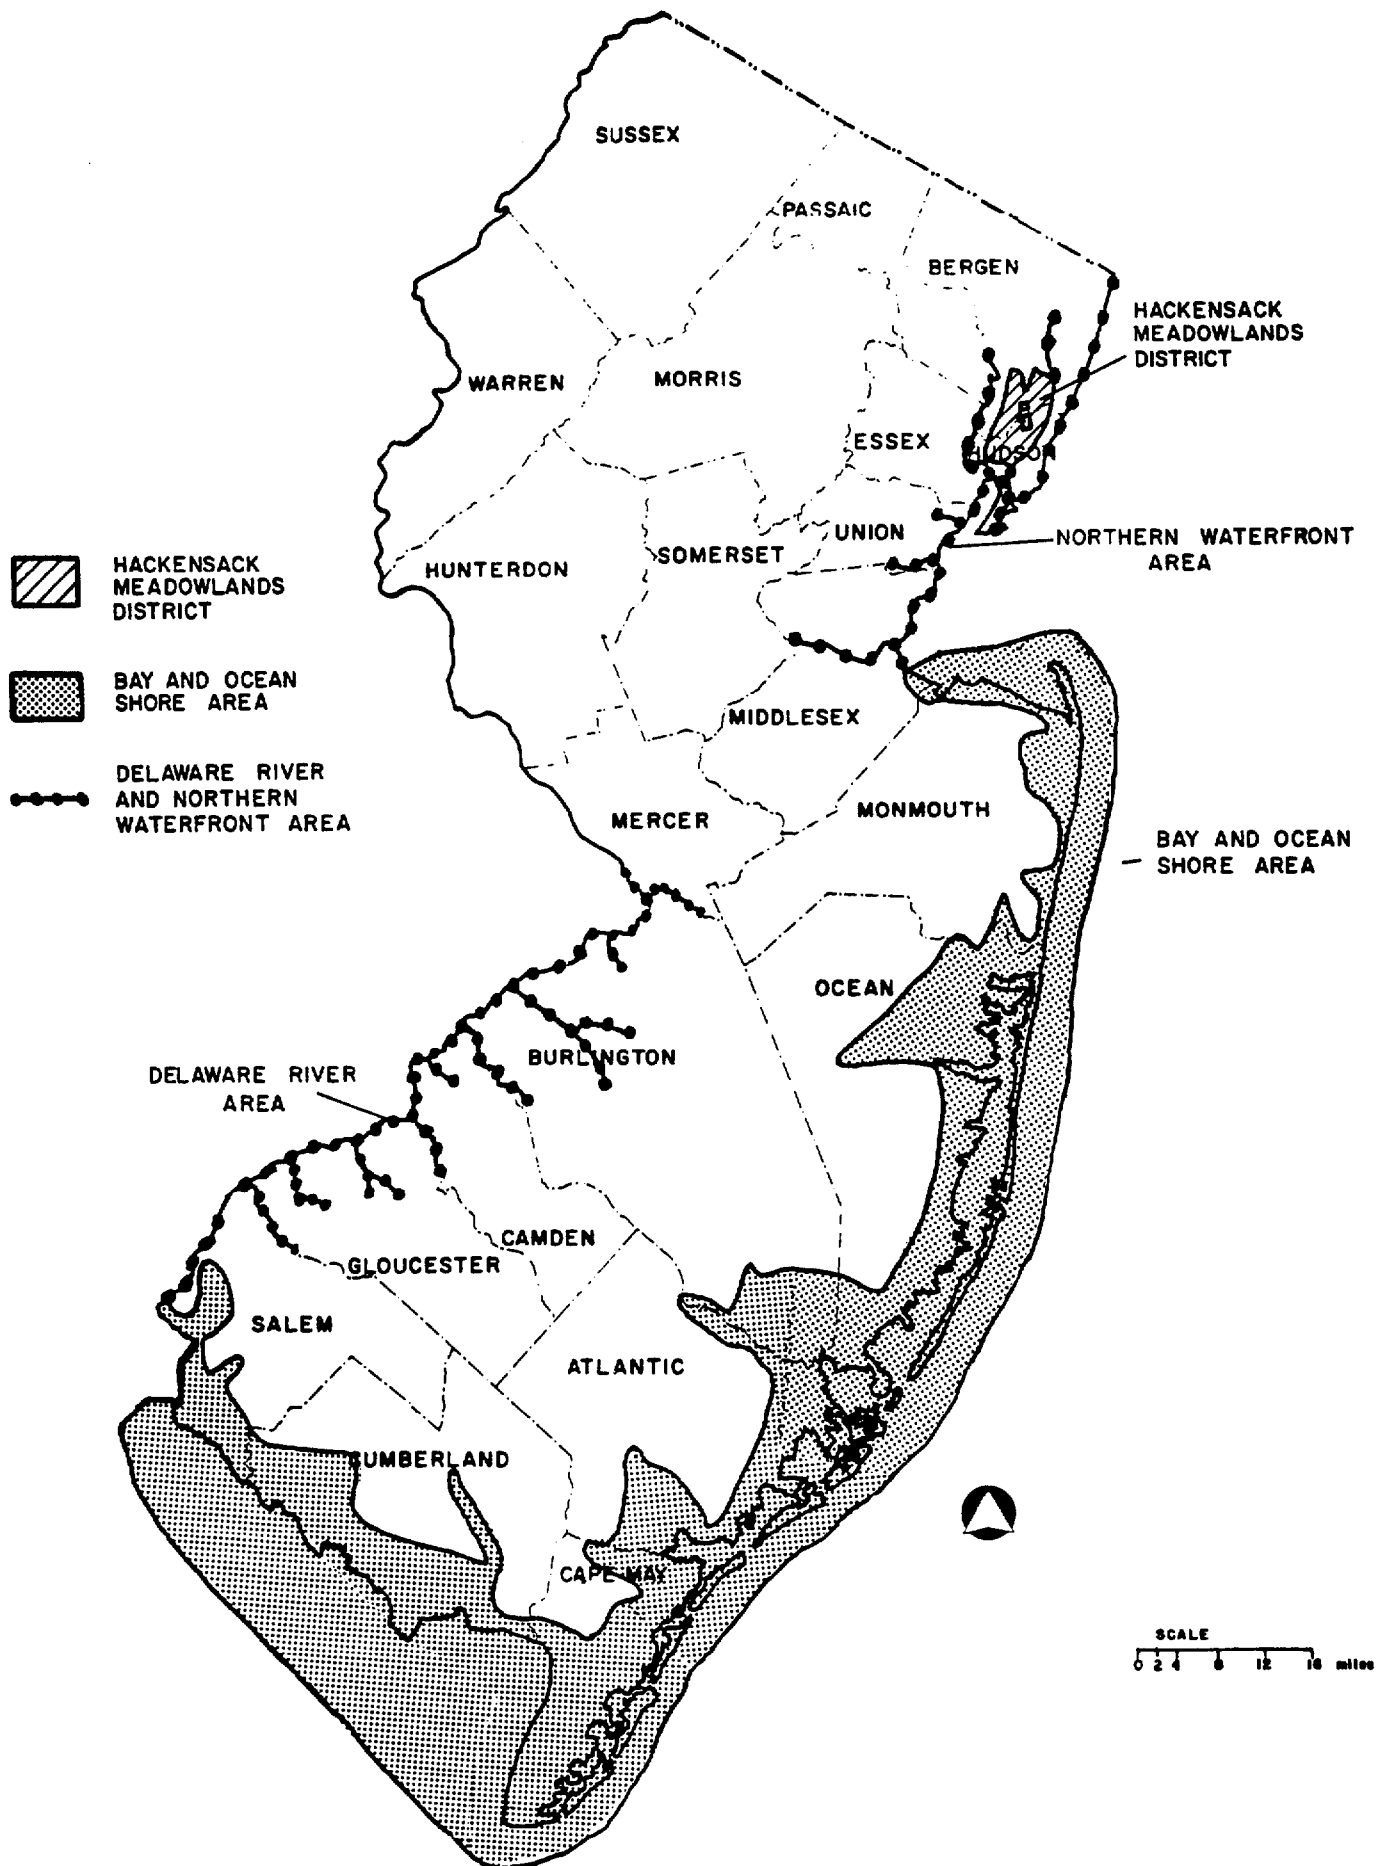 SUSSEX
PASSAIC
BERGEN
HACKENSACK
MEADOWLANDS
DISTRICT
WARREN
MORRIS
ESSEX
HUDSON
UNION
NORTHERN WATERFRONT
AREA
SOMERSET
HUNTERDON
HACKENSACK
MEADOWLANDS
DISTRICT
BAY AND OCEAN
SHORE AREA
DELAWARE RIVER
AND NORTHERN
WATERFRONT AREA
MIDDLESEX
MERCER
MONMOUTH
BAY AND OCEAN
SHORE AREA
OCEAN
BURLINGTON
DELAWARE RIVER
AREA
CAMDEN
GLOUCESTER
SALEM
ATLANTIC
CUMBERLAND
CAPE MAY
SCALE
0 2 4 8 12 16 miles